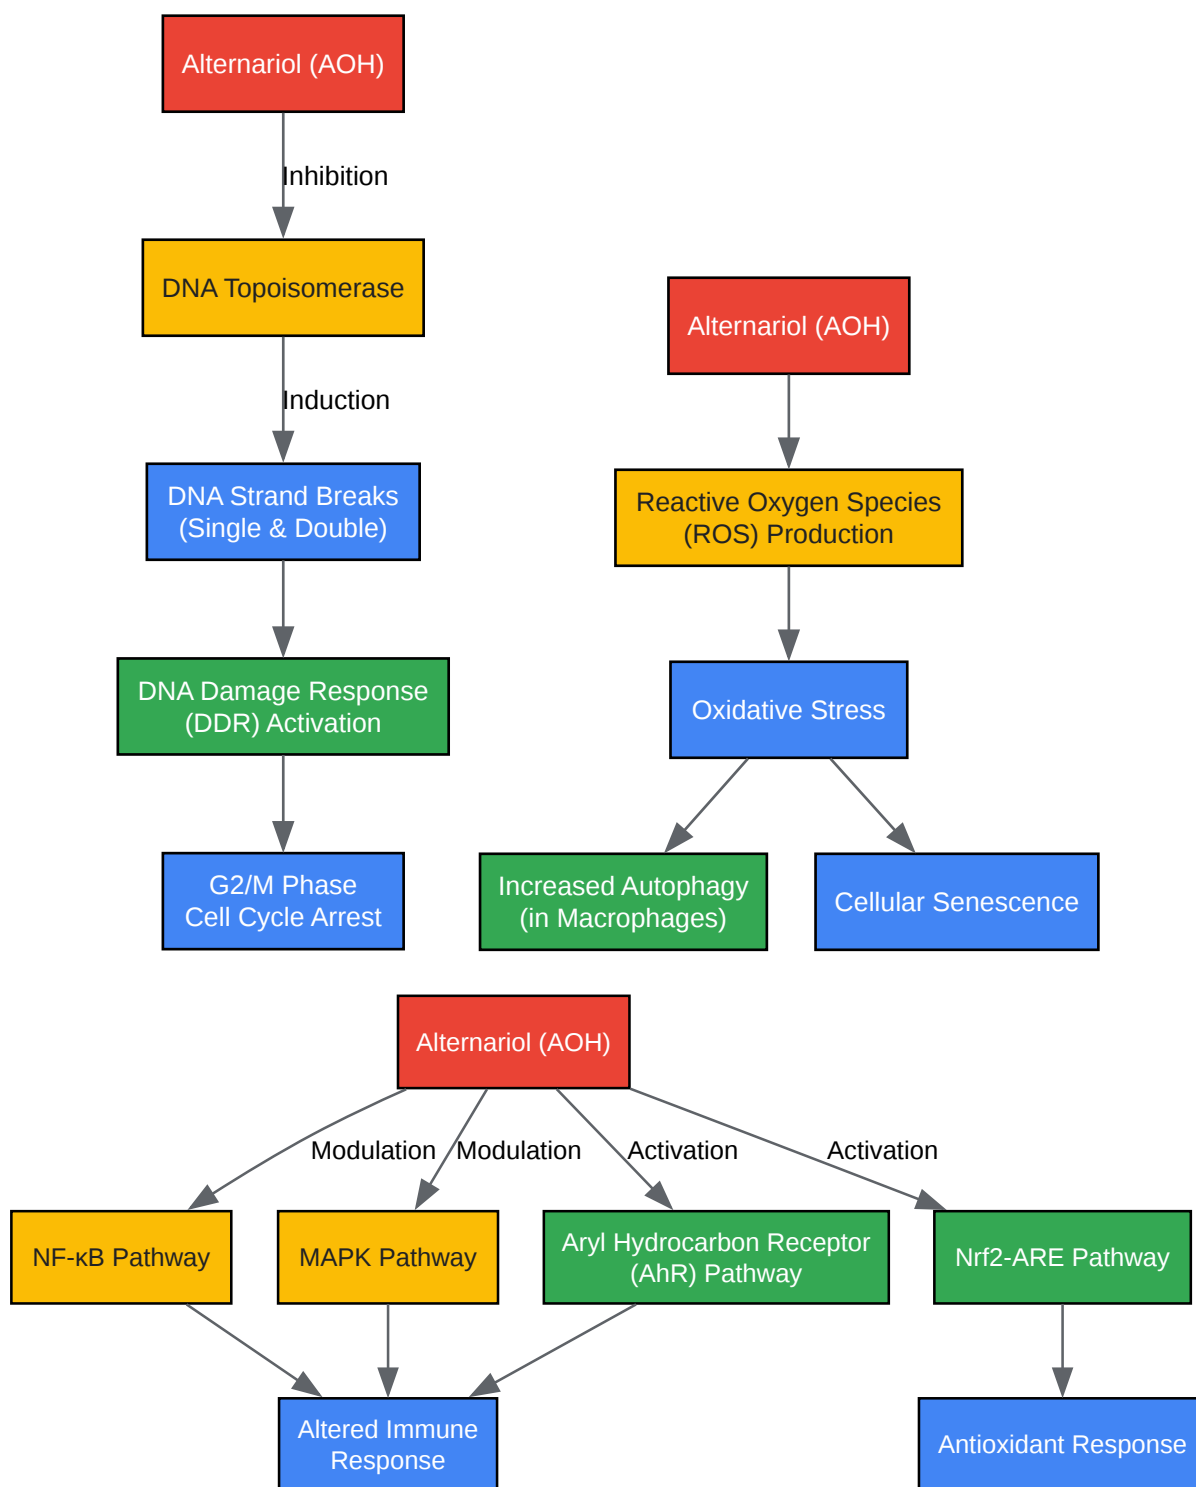 Alternariol (AOH)
Inhibition
DNA Topoisomerase
Induction
DNA Strand Breaks
(Single & Double)
DNA Damage Response
(DDR) Activation
G2/M Phase
Cell Cycle Arrest
Alternariol (AOH)
Reactive Oxygen Species
(ROS) Production
Oxidative Stress
Increased Autophagy
(in Macrophages)
Cellular Senescence
Alternariol (AOH)
Modulation
Modulation
Activation
Activation
NF-κB Pathway
MAPK Pathway
Aryl Hydrocarbon Receptor
(AhR) Pathway
Nrf2-ARE Pathway
Altered Immune
Response
Antioxidant Response